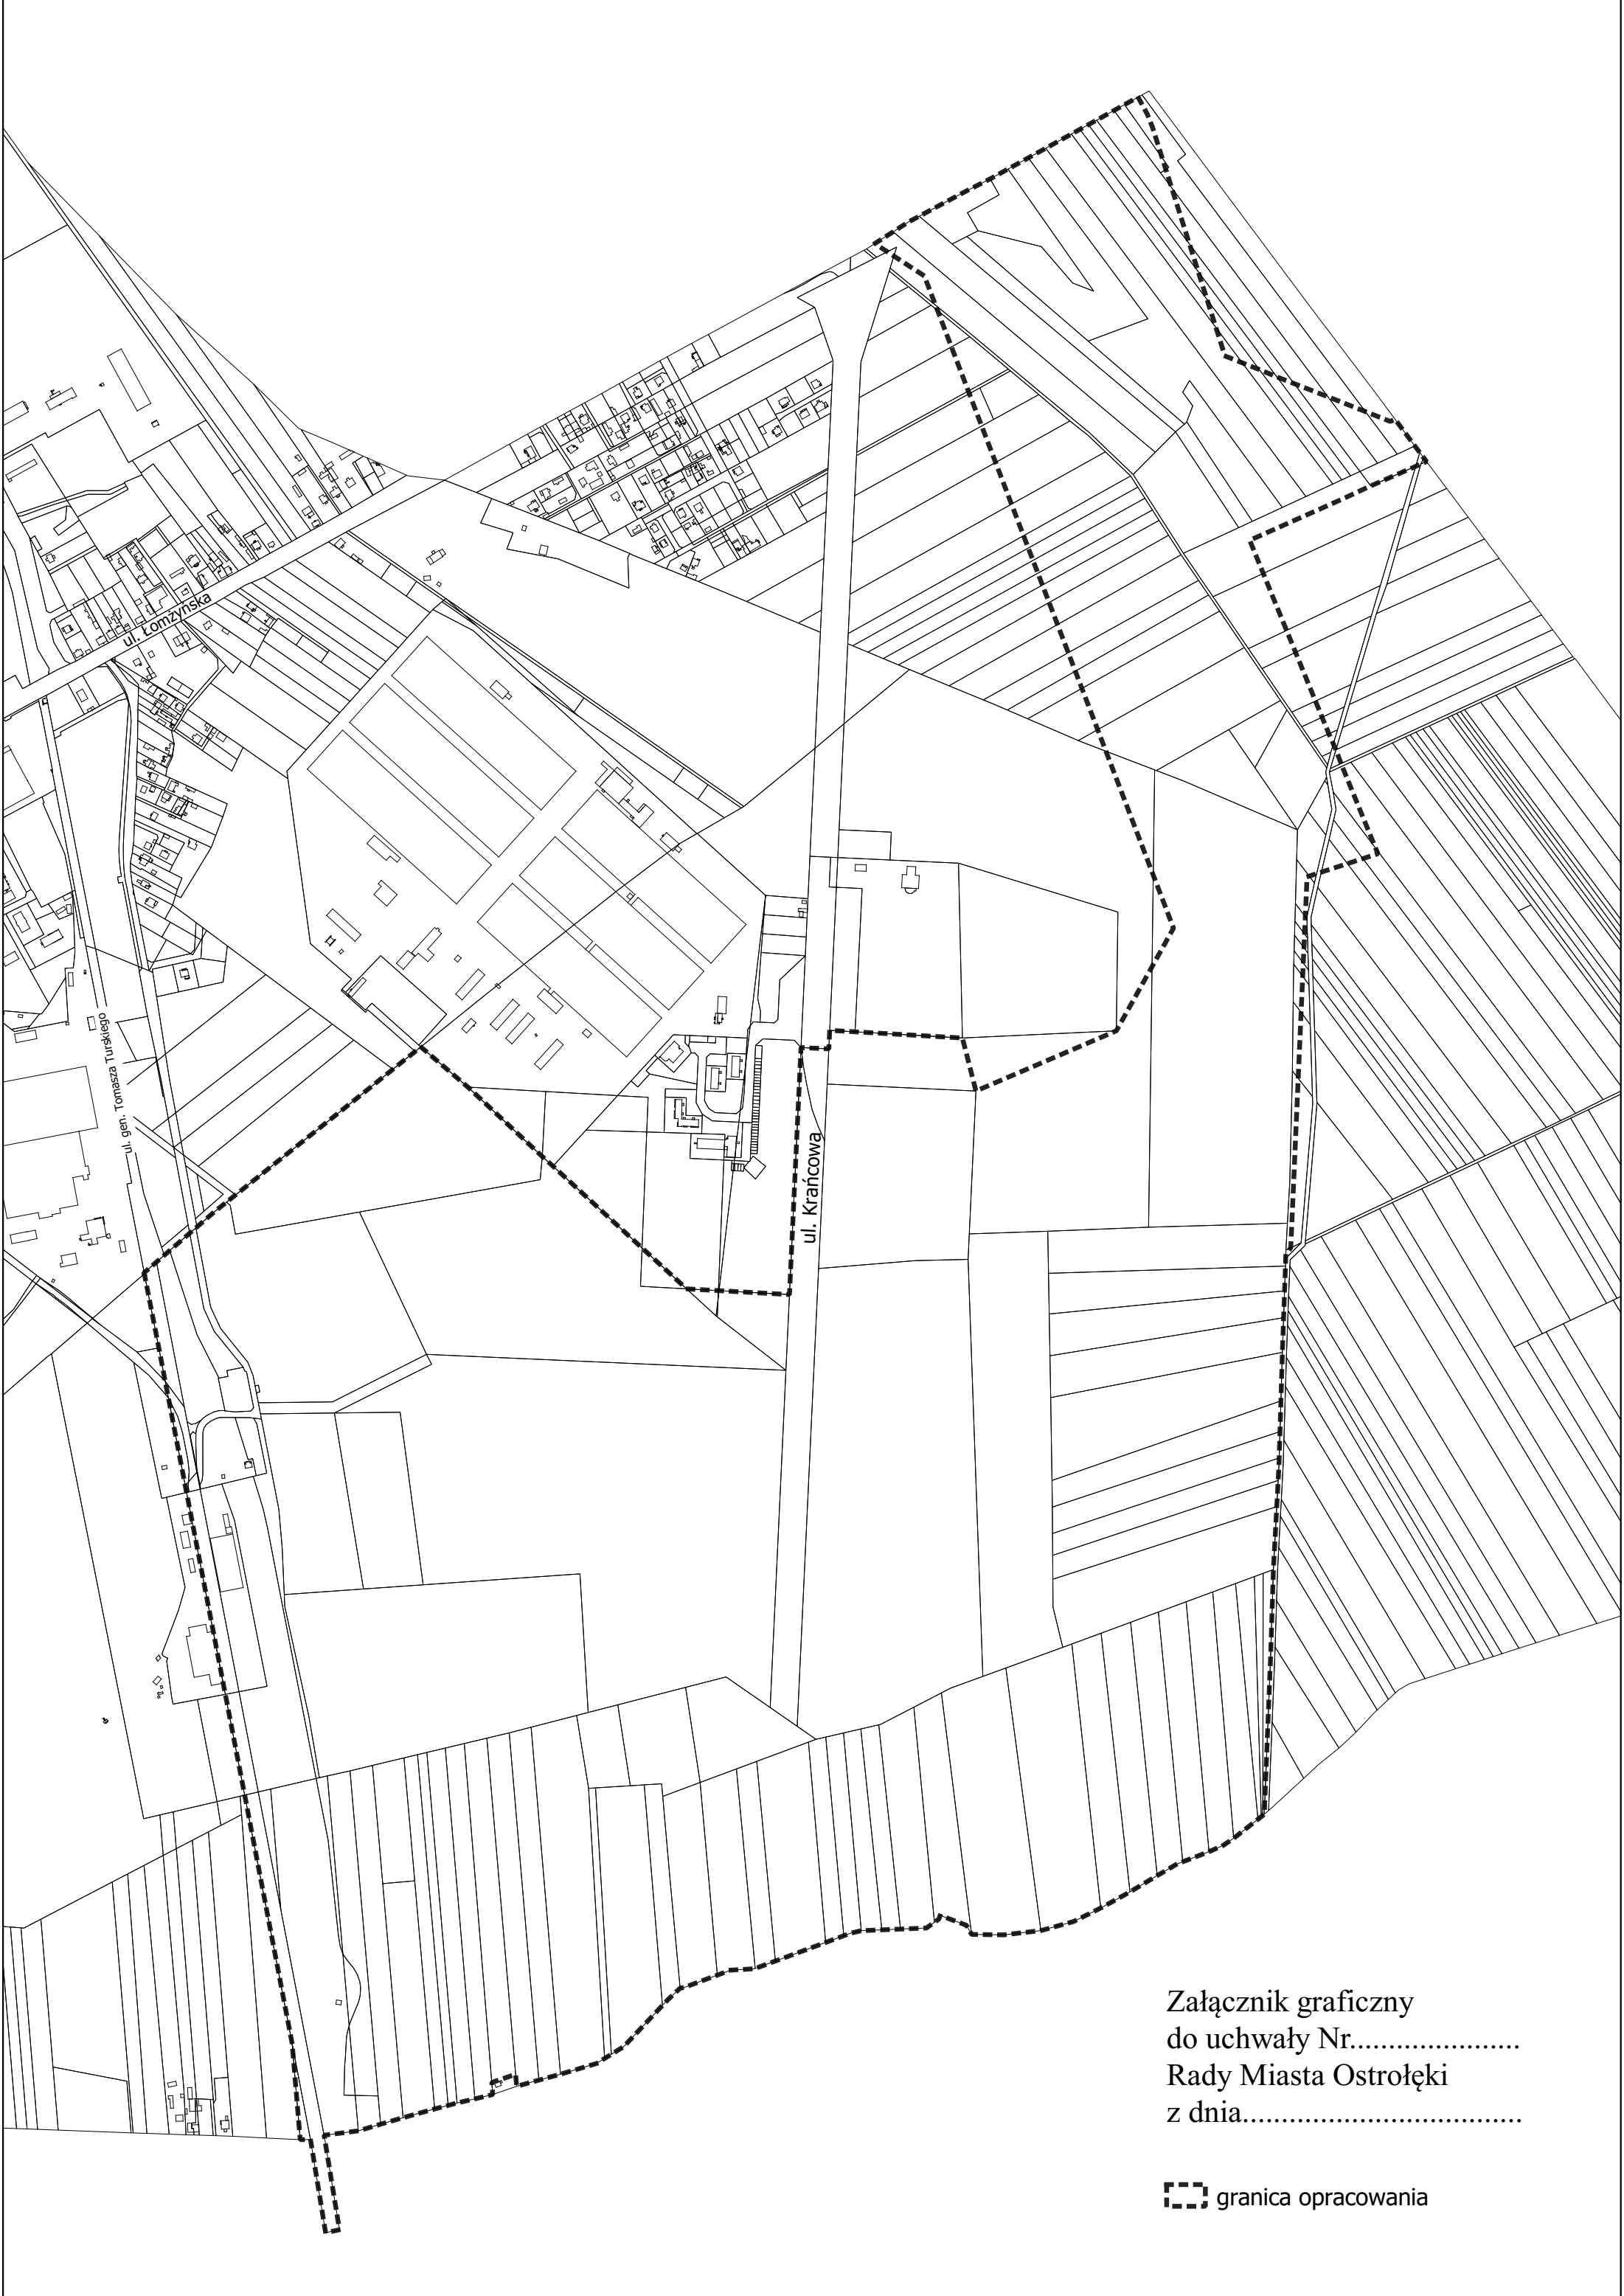 ul. Łomżyńska
ul. gen. Tomasza Turskiego
ul. Krańcowa
Załącznik graficzny
do uchwały Nr......................
Rady Miasta Ostrołęki
z dnia....................................
granica opracowania